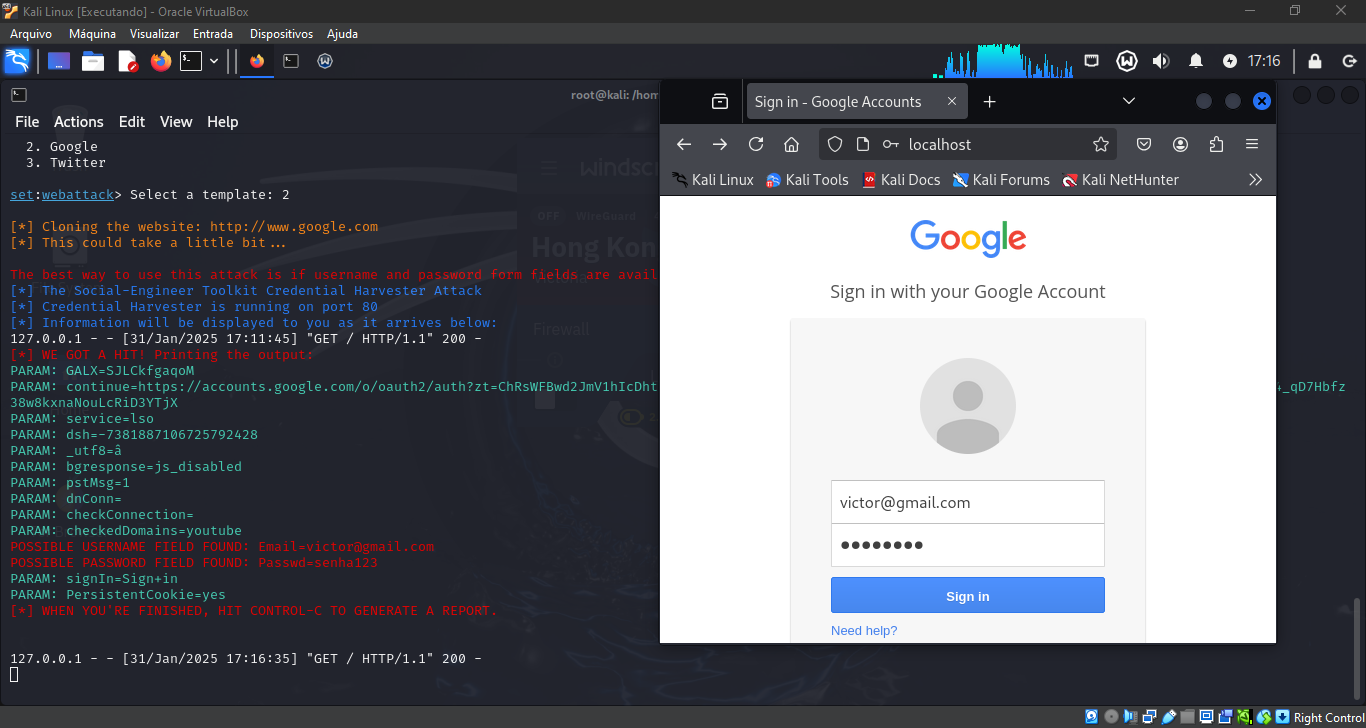 Kali Linux [Executando] - Oracle VirtualBox
Arquivo Máquina Visualizar Entrada Dispositivos Ajuda
17:16
root@kali: /hom
File Actions Edit View Help
2. Google
3. Twitter
set:webattack> Select a template: 2
[*] Cloning the website: http://www.google.com
[*] This could take a little bit...
The best way to use this attack is if username and password form fields are avail
[*] The Social-Engineer Toolkit Credential Harvester Attack
[*] Credential Harvester is running on port 80
[*] Information will be displayed to you as it arrives below:
127.0.0.1 - - [31/Jan/2025 17:11:45] "GET / HTTP/1.1" 200 -
[*] WE GOT A HIT! Printing the output:
PARAM: GALX=SJLCkfgaqoM
PARAM: continue=https://accounts.google.com/o/oauth2/auth?zt=ChRsWFBwd2JmV1hIcDht
_qD7Hbfz
38w8kxnaNouLcRiD3YTjX
PARAM: service=lso
PARAM: dsh=-7381887106725792428
PARAM: _utf8=â
PARAM: bgresponse=js_disabled
PARAM: pstMsg=1
PARAM: dnConn=
PARAM: checkConnection=
PARAM: checkedDomains=youtube
POSSIBLE USERNAME FIELD FOUND: Email=victor@gmail.com
POSSIBLE PASSWORD FIELD FOUND: Passwd=senha123
PARAM: signIn=Sign+in
PARAM: PersistentCookie=yes
[*] WHEN YOU'RE FINISHED, HIT CONTROL-C TO GENERATE A REPORT.
127.0.0.1 - - [31/Jan/2025 17:16:35] "GET / HTTP/1.1" 200 -
windsc
OFF WireGuard
Hong Kon
Firewall
Sign in - Google Accounts
localhost
Kali Linux Kali Tools Kali Docs Kali Forums Kali NetHunter
Google
Sign in with your Google Account
victor@gmail.com
●●●●●●●●
Sign in
Need help?
Right Control